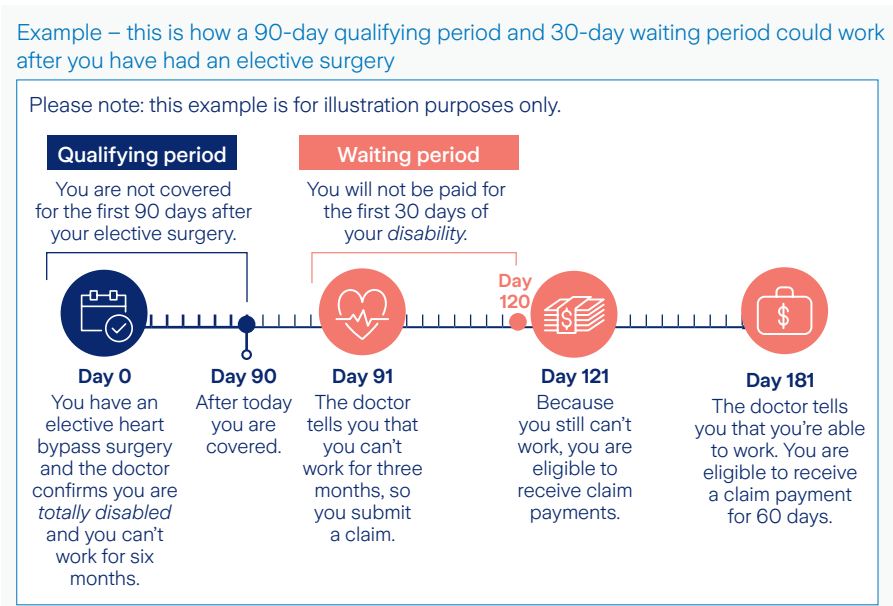 Example – this is how a 90-day qualifying period and 30-day waiting period could work
after you have had an elective surgery
Please note: this example is for illustration purposes only.
Qualifying period
You are not covered
for the first 90 days after
your elective surgery.
Waiting period
You will not be paid for
the first 30 days of
your disability.
Day
120
$
$
Day 0
You have an
elective heart
bypass surgery
and the doctor
confirms you are
totally disabled
and you can't
work for six
months.
Day 90
After today
you are
covered.
Day 91
The doctor
tells you that
you can't
work for three
months, so
you submit
a claim.
Day 121
Because
you still can't
work, you are
eligible to
receive claim
payments.
Day 181
The doctor tells
you that you're able
to work. You are
eligible to receive
a claim payment
for 60 days.